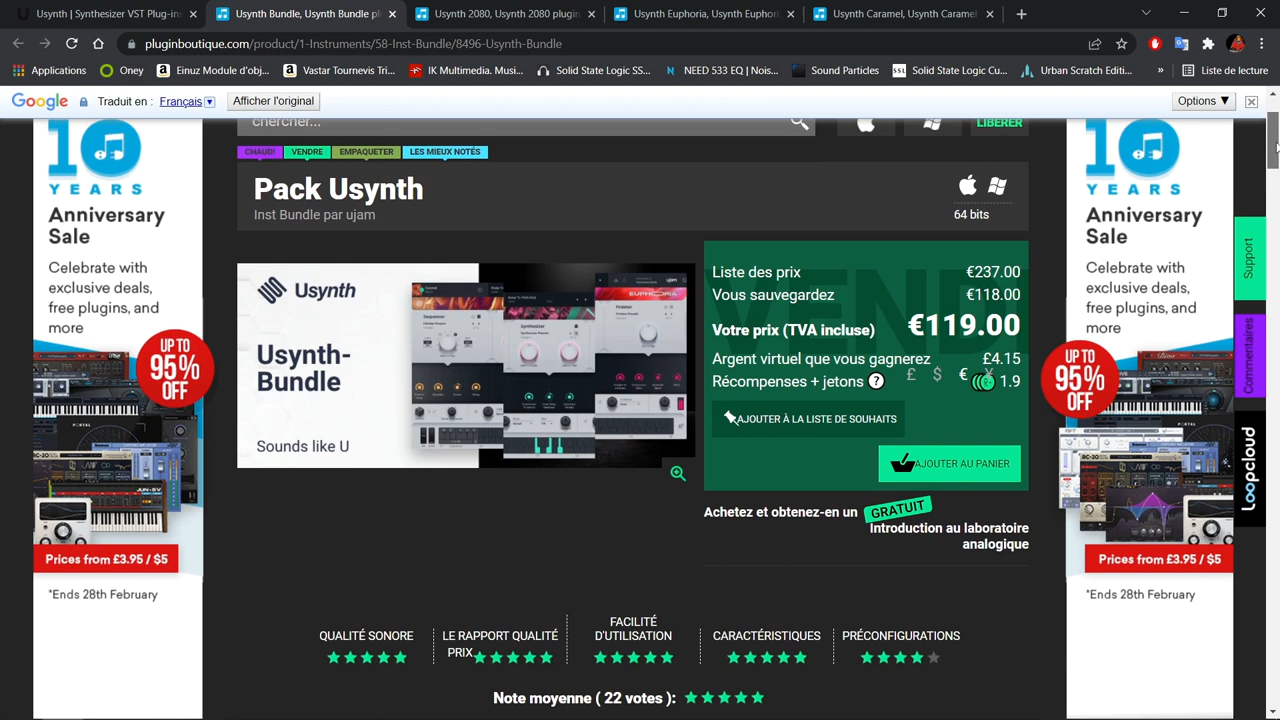 Usynth | Synthesizer VST Plug-ins
Usynth Bundle, Usynth Bundle pl
Usynth 2080, Usynth 2080 plugin
Usynth Euphoria, Usynth Euphori
Usynth Caramel, Usynth Caramel
pluginboutique.com/product/1-Instruments/58-Inst-Bundle/8496-Usynth-Bundle
Applications
Oney
Einuz Module d'obj...
Vastar Tournevis Tri...
IK Multimedia. Musi...
Solid State Logic SS...
NEED 533 EQ | Nois...
Sound Particles
SSL
Solid State Logic Cu...
Urban Scratch Editi...
»
Liste de lecture
Google
Traduit en :
Français
Afficher l'original
Options ▼
chercher...
LIBÉRER
CHAUD!
VENDRE
EMPAQUETER
LES MIEUX NOTÉS
Pack Usynth
Inst Bundle par ujam
64 bits
10
YEARS
Anniversary
Sale
Celebrate with
exclusive deals,
free plugins, and
more
UP TO
95%
OFF
Prices from £3.95 / $5
*Ends 28th February
Usynth
Usynth-
Bundle
Sounds like U
EUPHORIA
ujam
Liste des prix €237.00
Vous sauvegardez €118.00
Votre prix (TVA incluse) €119.00
Argent virtuel que vous gagnerez £4.15
Récompenses + jetons ? £ $ € ¥ 1.9
AJOUTER À LA LISTE DE SOUHAITS
AJOUTER AU PANIER
Achetez et obtenez-en un GRATUIT
Introduction au laboratoire
analogique
10
YEARS
Anniversary
Sale
Celebrate with
exclusive deals,
free plugins, and
more
UP TO
95%
OFF
Prices from £3.95 / $5
*Ends 28th February
Support
Commentaires
Loopcloud
QUALITÉ SONORE
LE RAPPORT QUALITÉ
PRIX
FACILITÉ
D'UTILISATION
CARACTÉRISTIQUES
PRÉCONFIGURATIONS
Note moyenne ( 22 votes ):